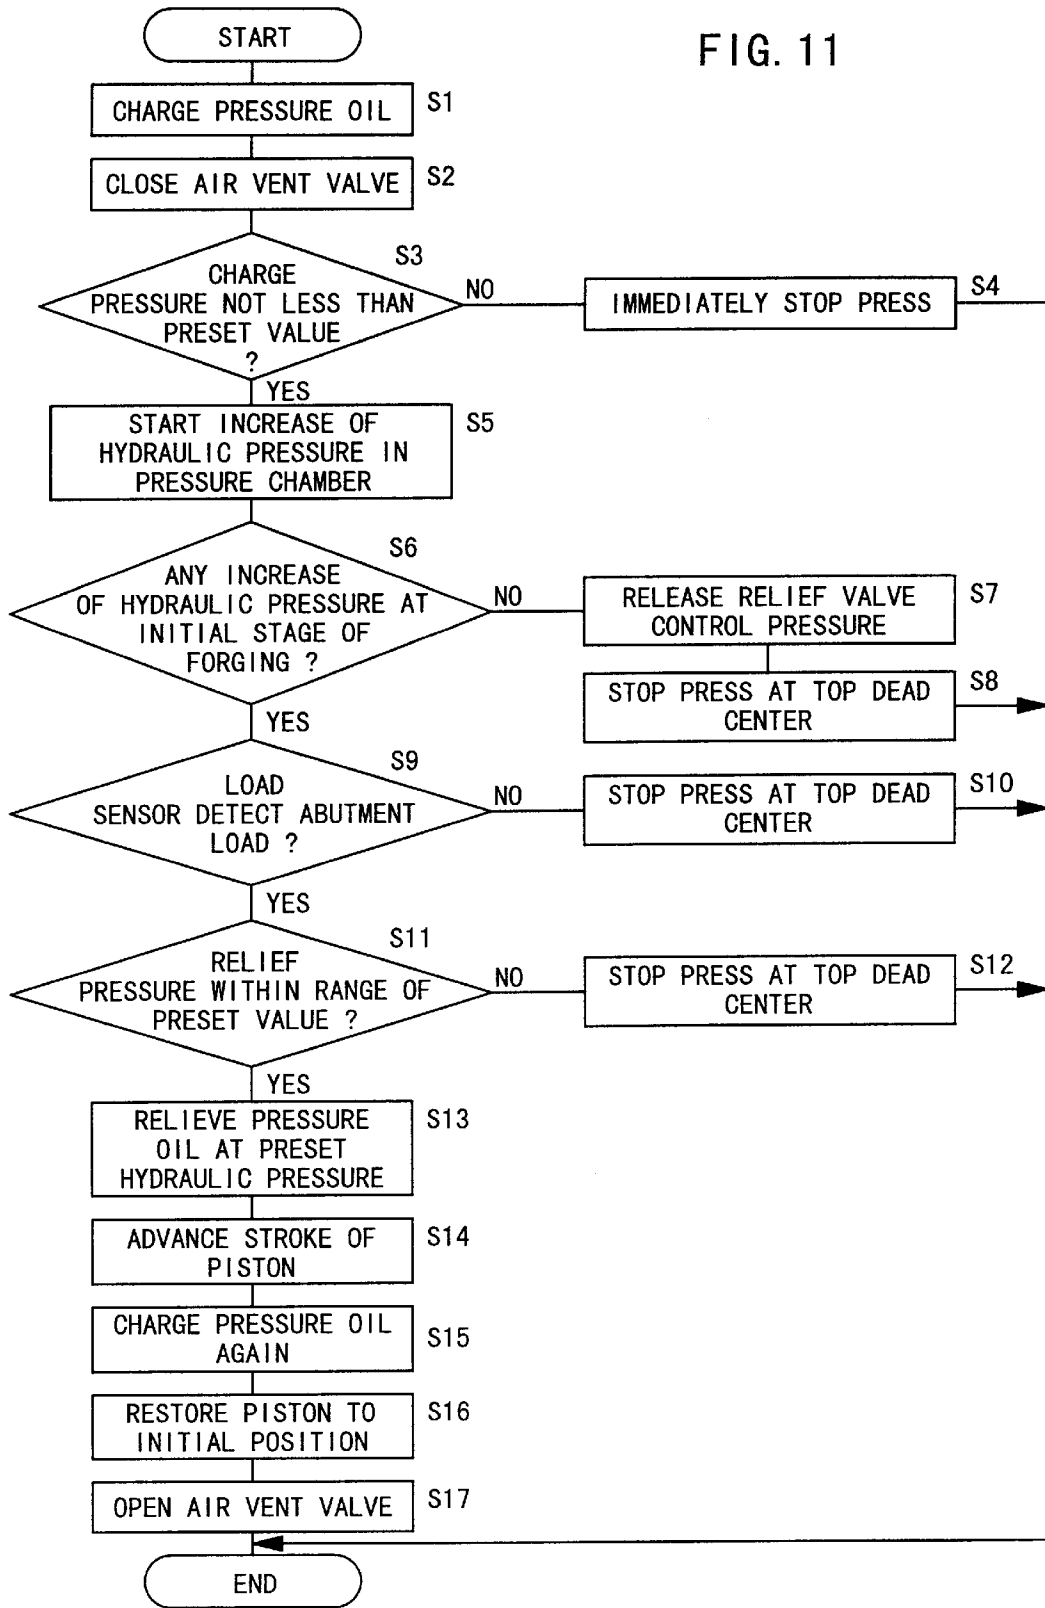 FIG. 11
START
CHARGE PRESSURE OIL
S1
CLOSE AIR VENT VALVE
S2
S3
CHARGE
PRESSURE NOT LESS THAN
PRESET VALUE
?
NO
IMMEDIATELY STOP PRESS
S4
YES
START INCREASE OF
HYDRAULIC PRESSURE IN
PRESSURE CHAMBER
S5
S6
ANY INCREASE
OF HYDRAULIC PRESSURE AT
INITIAL STAGE OF
FORGING ?
NO
RELEASE RELIEF VALVE
CONTROL PRESSURE
S7
STOP PRESS AT TOP DEAD
CENTER
S8
YES
S9
LOAD
SENSOR DETECT ABUTMENT
LOAD ?
NO
STOP PRESS AT TOP DEAD
CENTER
S10
YES
S11
RELIEF
PRESSURE WITHIN RANGE OF
PRESET VALUE ?
NO
STOP PRESS AT TOP DEAD
CENTER
S12
YES
RELIEVE PRESSURE
OIL AT PRESET
HYDRAULIC PRESSURE
S13
ADVANCE STROKE OF
PISTON
S14
CHARGE PRESSURE OIL
AGAIN
S15
RESTORE PISTON TO
INITIAL POSITION
S16
OPEN AIR VENT VALVE
S17
END